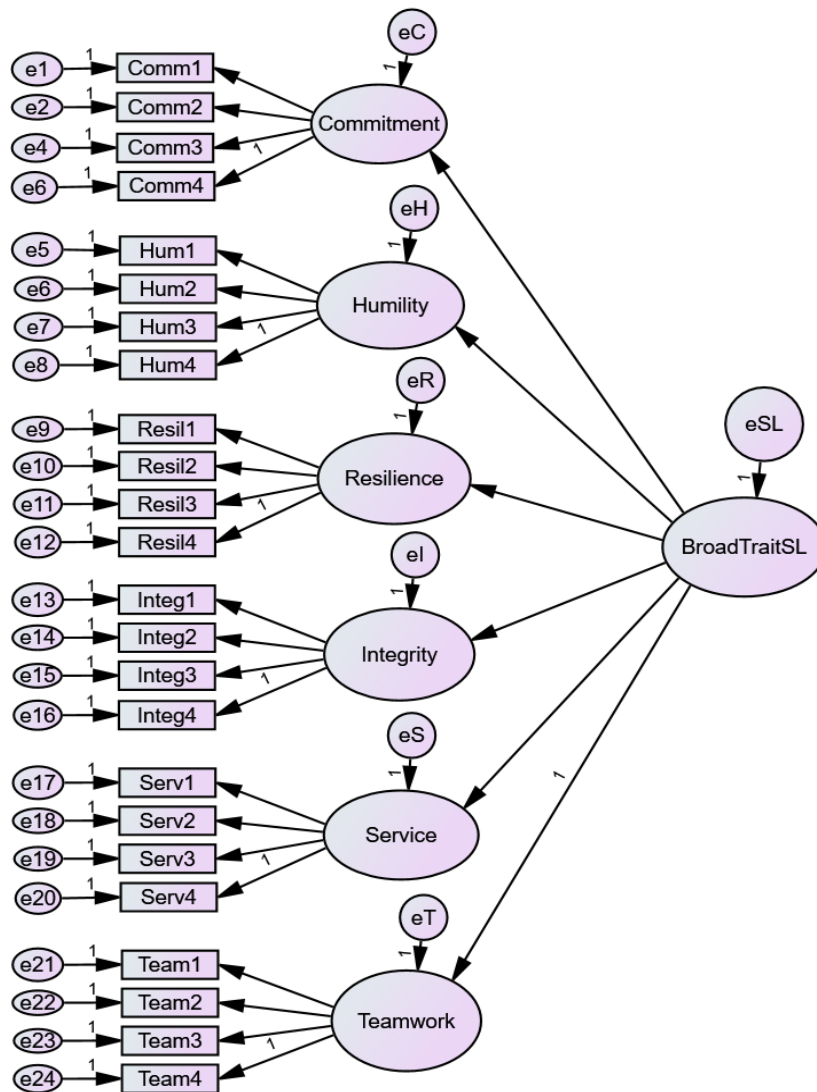 eC
1
e1 1 Comm1
e2 1 Comm2
Commitment
e4 1 Comm3
1
e6 1 Comm4
eH
1
e5 1 Hum1
e6 1 Hum2
Humility
e7 1 Hum3
1
e8 1 Hum4
eR
1
eSL
1
e9 1 Resil1
e10 1 Resil2
Resilience
e11 1 Resil3
1
e12 1 Resil4
BroadTraitSL
eI
1
e13 1 Integ1
e14 1 Integ2
Integrity
e15 1 Integ3
1
e16 1 Integ4
eS
1
1
e17 1 Serv1
e18 1 Serv2
Service
e19 1 Serv3
1
e20 1 Serv4
eT
1
e21 1 Team1
e22 1 Team2
Teamwork
e23 1 Team3
1
e24 1 Team4